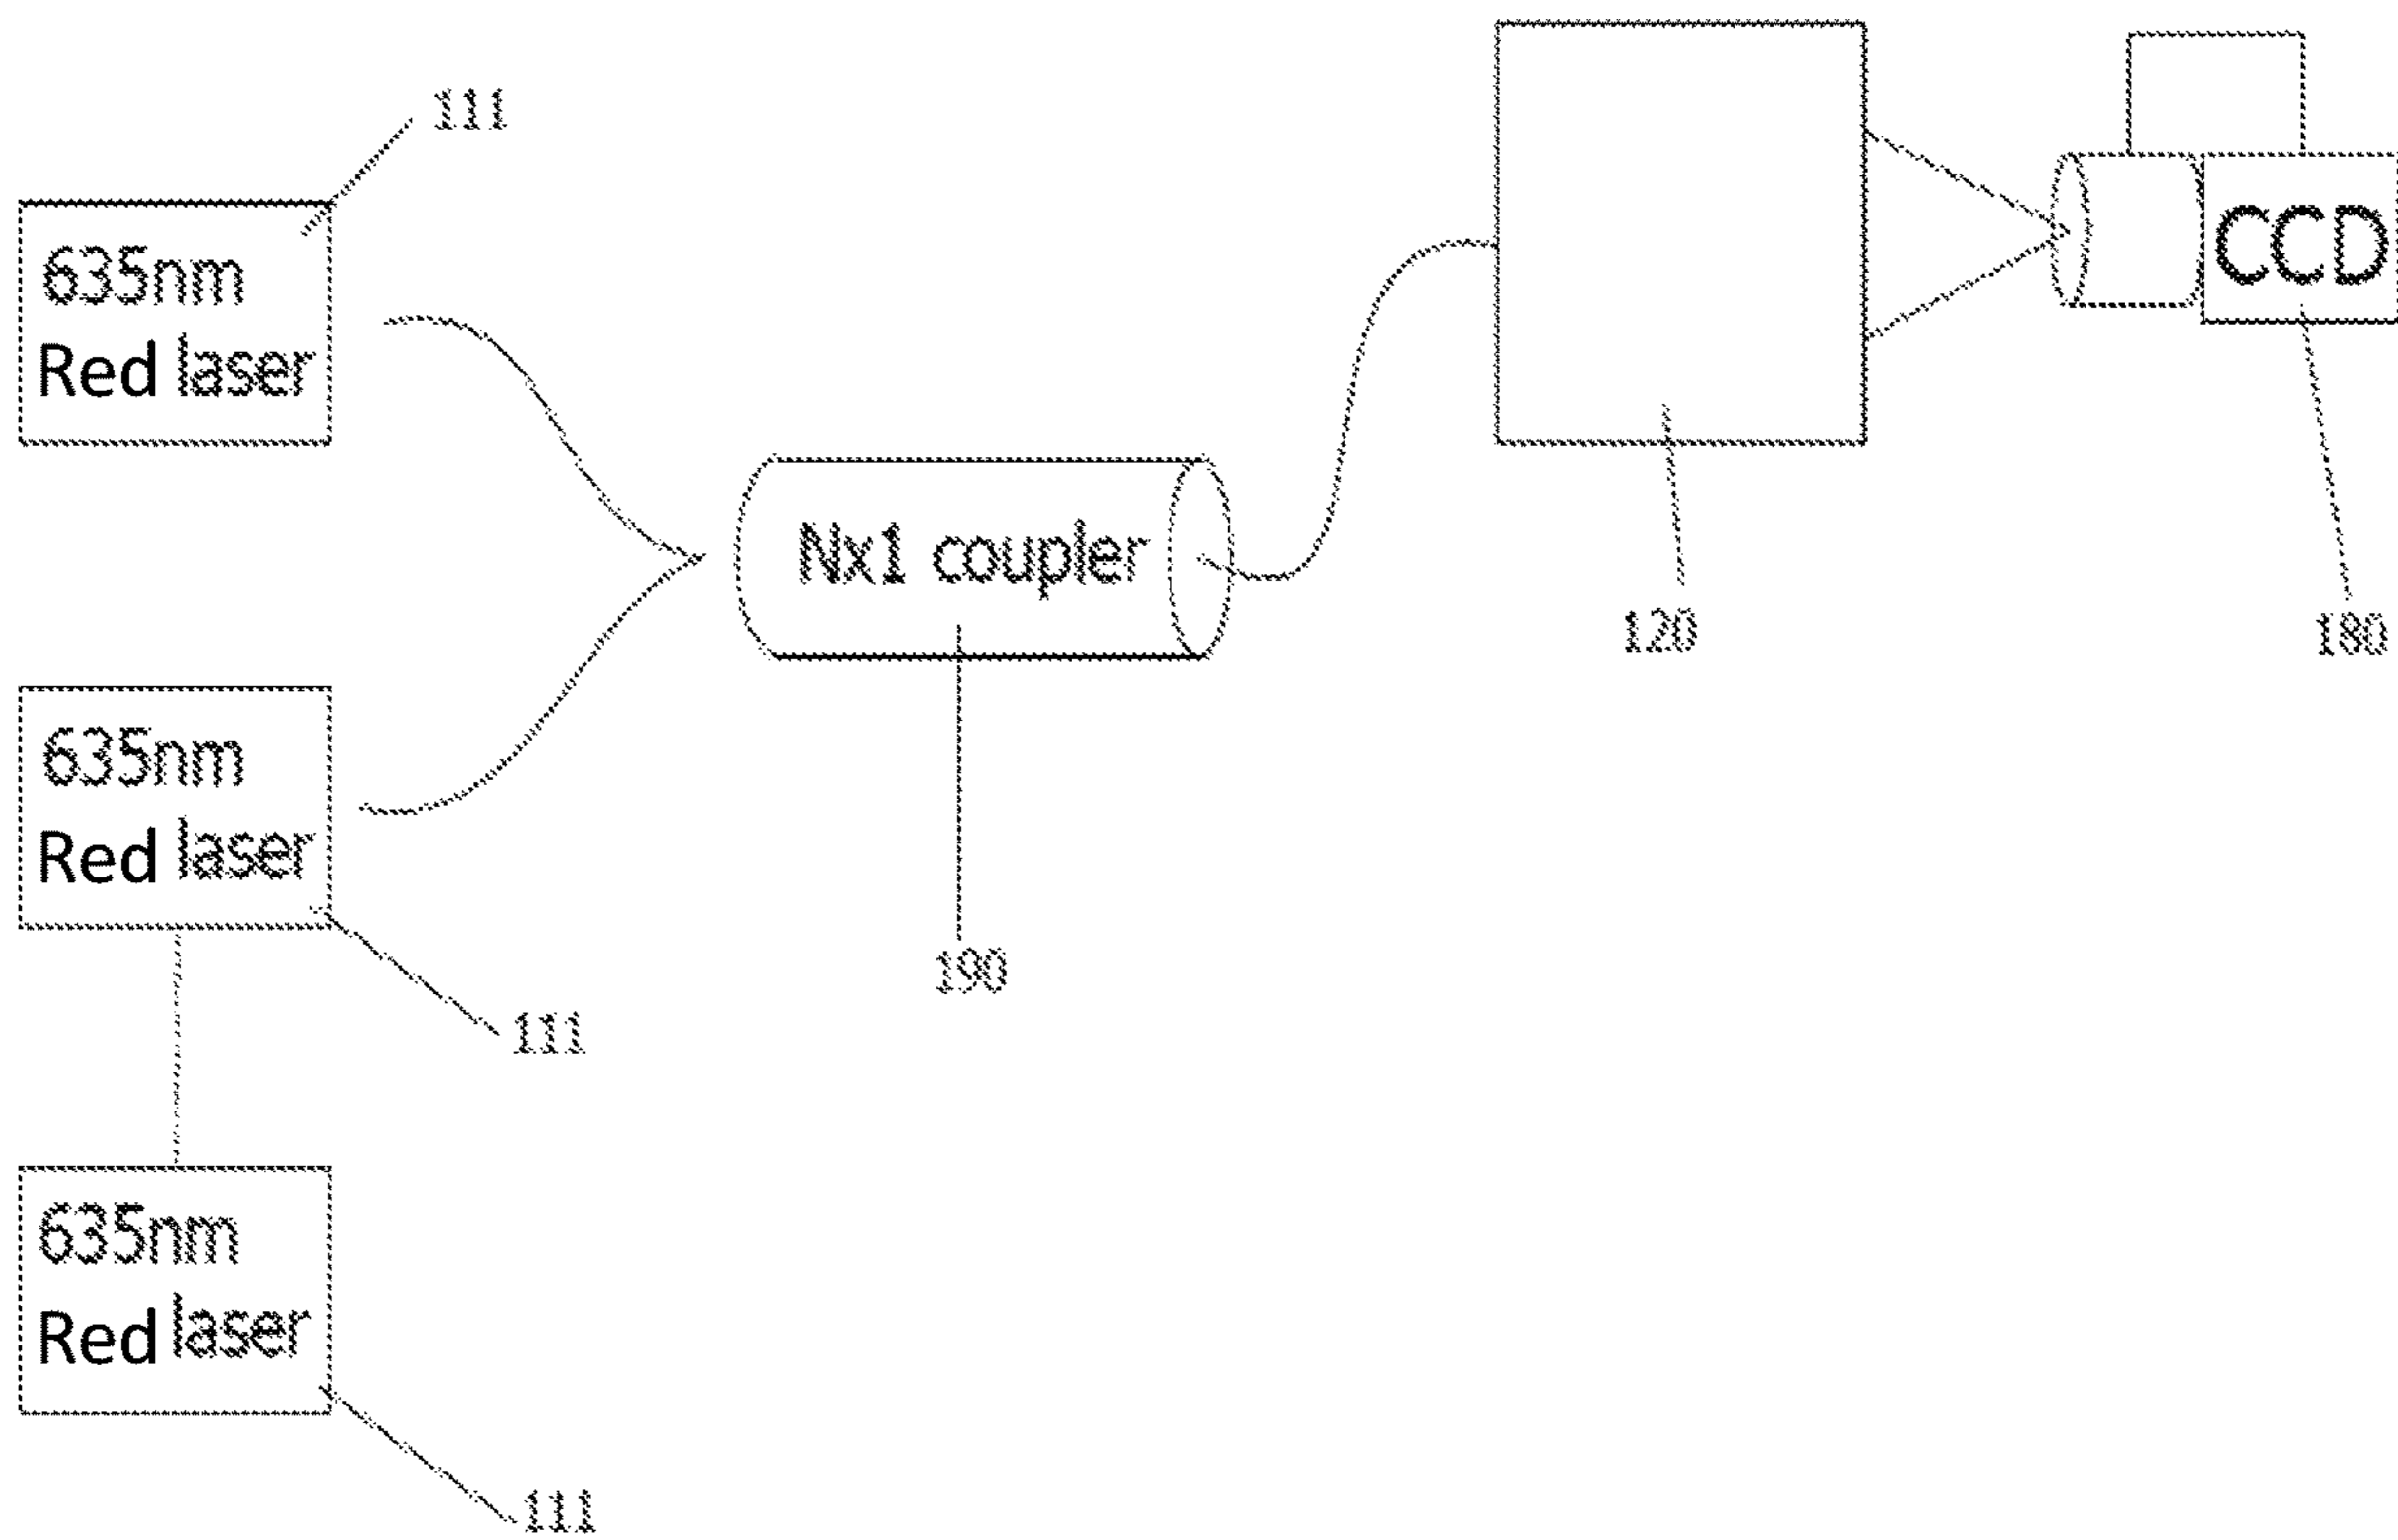 111
635nm
Red laser
CCD
Nx1 coupler
120
180
635nm
Red laser
190
111
635nm
Red laser
111